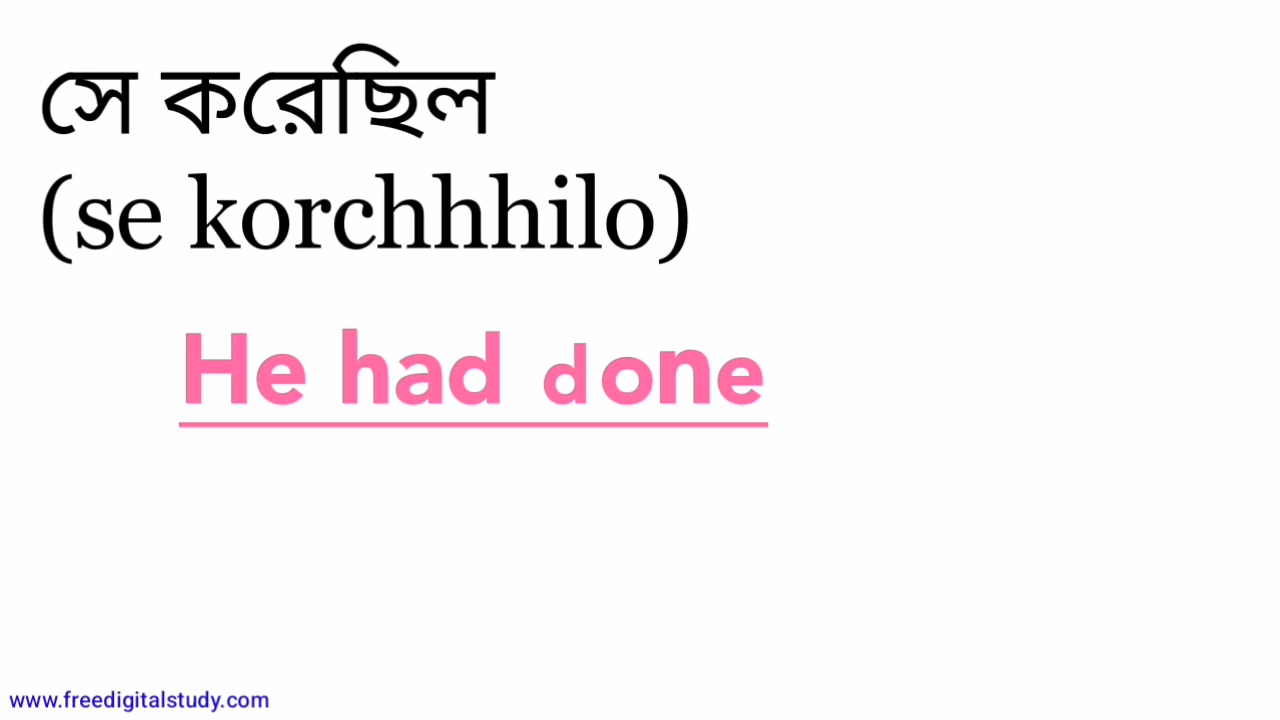 সে করেছিল
(se korchhhilo)
He had done
www.freedigitalstudy.com